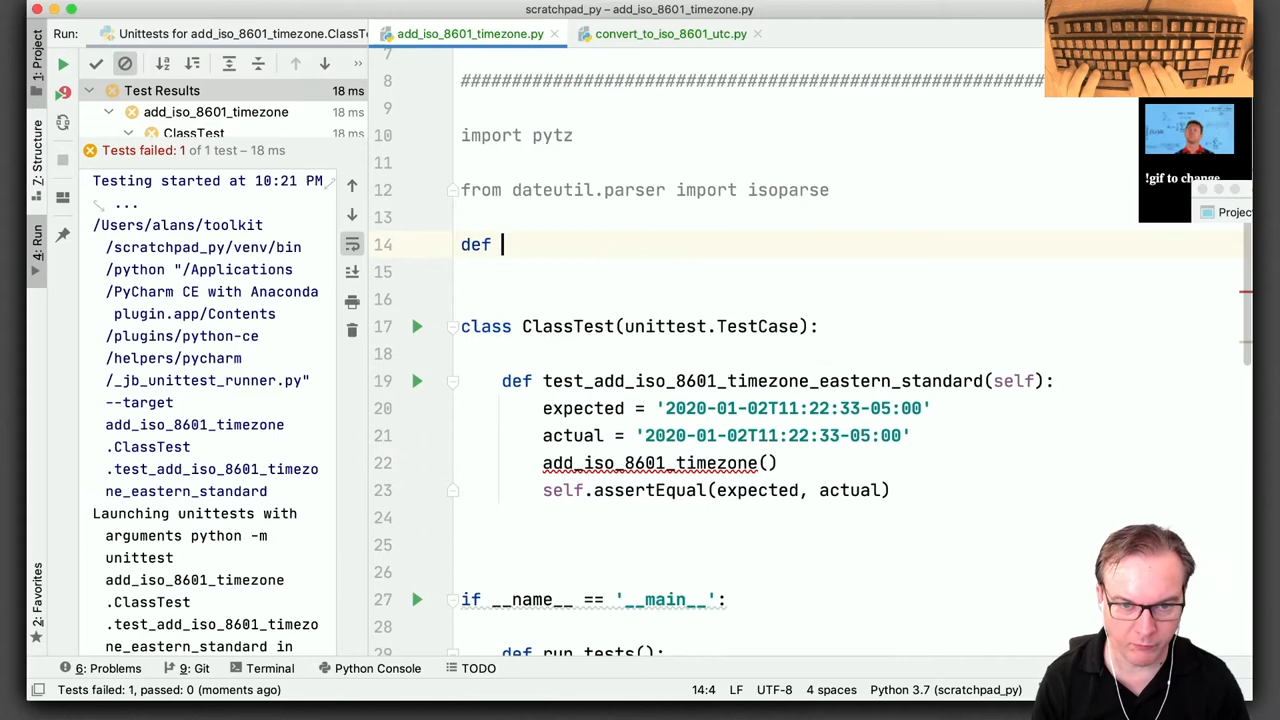 scratchpad_py – add_iso_8601_timezone.py
Run: Unittests for add_iso_8601_timezone.ClassT
add_iso_8601_timezone.py
convert_to_iso_8601_utc.py
1: Project
7: Structure
4: Run
2: Favorites
Test Results 18 ms
add_iso_8601_timezone 18 ms
ClassTest 18 ms
Tests failed: 1 of 1 test – 18 ms
Testing started at 10:21 PM
...
/Users/alans/toolkit
/scratchpad_py/venv/bin
/python "/Applications
/PyCharm CE with Anaconda
plugin.app/Contents
/plugins/python-ce
/helpers/pycharm
/_jb_unittest_runner.py"
--target
add_iso_8601_timezone
.ClassTest
.test_add_iso_8601_timezo
ne_eastern_standard
Launching unittests with
arguments python -m
unittest
add_iso_8601_timezone
.ClassTest
.test_add_iso_8601_timezo
ne_eastern_standard in
7
8 ##########################################################
9
10 import pytz
11
12 from dateutil.parser import isoparse
13
14 def
15
16
17 class ClassTest(unittest.TestCase):
18
19 def test_add_iso_8601_timezone_eastern_standard(self):
20 expected = '2020-01-02T11:22:33-05:00'
21 actual = '2020-01-02T11:22:33-05:00'
22 add_iso_8601_timezone()
23 self.assertEqual(expected, actual)
24
25
26
27 if __name__ == '__main__':
28
29 def run_tests():
!gif to change
Projec
6: Problems 9: Git Terminal Python Console TODO
Tests failed: 1, passed: 0 (moments ago) 14:4 LF UTF-8 4 spaces Python 3.7 (scratchpad_py)